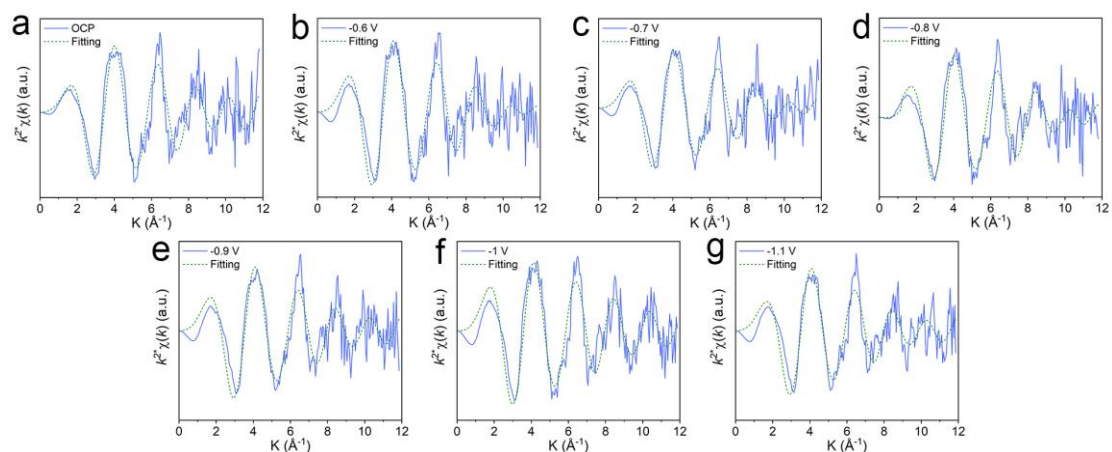 a
OCP
Fitting
k²*χ(k) (a.u.)
0 2 4 6 8 10 12
K (Å⁻¹)
b
-0.6 V
Fitting
k²*χ(k) (a.u.)
0 2 4 6 8 10 12
K (Å⁻¹)
c
-0.7 V
Fitting
k²*χ(k) (a.u.)
0 2 4 6 8 10 12
K (Å⁻¹)
d
-0.8 V
Fitting
k²*χ(k) (a.u.)
0 2 4 6 8 10 12
K (Å⁻¹)
e
-0.9 V
Fitting
k²*χ(k) (a.u.)
0 2 4 6 8 10 12
K (Å⁻¹)
f
-1 V
Fitting
k²*χ(k) (a.u.)
0 2 4 6 8 10 12
K (Å⁻¹)
g
-1.1 V
Fitting
k²*χ(k) (a.u.)
0 2 4 6 8 10 12
K (Å⁻¹)